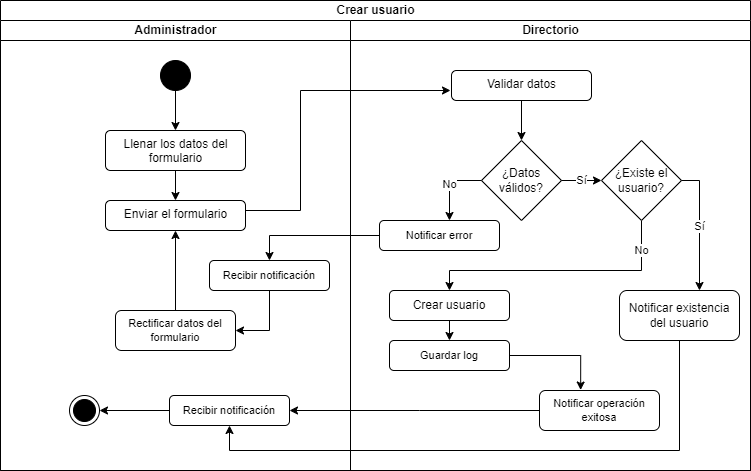 Crear usuario
Administrador
Directorio
Validar datos
Llenar los datos del
formulario
¿Datos
válidos?
Sí
¿Existe el
usuario?
No
Enviar el formulario
Notificar error
Sí
No
Recibir notificación
Crear usuario
Notificar existencia
del usuario
Rectificar datos del
formulario
Guardar log
Recibir notificación
Notificar operación
exitosa